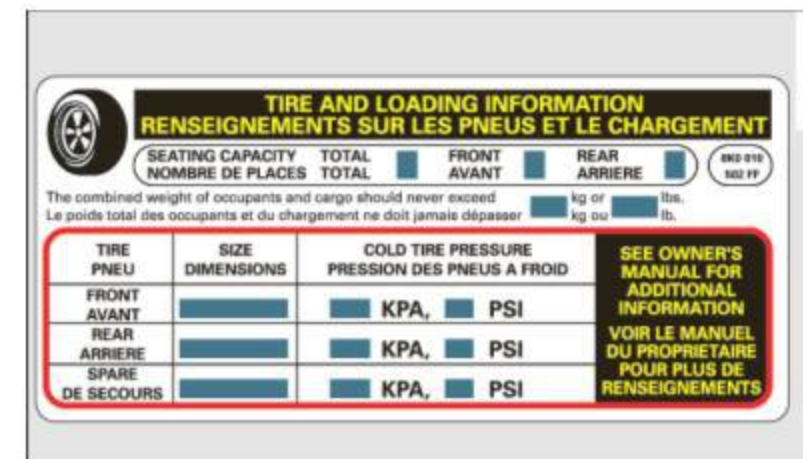 TIRE AND LOADING INFORMATION
RENSEIGNEMENTS SUR LES PNEUS ET LE CHARGEMENT
SEATING CAPACITY TOTAL FRONT REAR
NOMBRE DE PLACES TOTAL AVANT ARRIERE
8K0 010
502 FF
The combined weight of occupants and cargo should never exceed kg or lbs.
Le poids total des occupants et du chargement ne doit jamais dépasser kg ou lb.
TIRE SIZE COLD TIRE PRESSURE
PNEU DIMENSIONS PRESSION DES PNEUS A FROID
FRONT
AVANT
KPA, PSI
REAR
ARRIERE
KPA, PSI
SPARE
DE SECOURS
KPA, PSI
SEE OWNER'S
MANUAL FOR
ADDITIONAL
INFORMATION
VOIR LE MANUEL
DU PROPRIETAIRE
POUR PLUS DE
RENSEIGNEMENTS